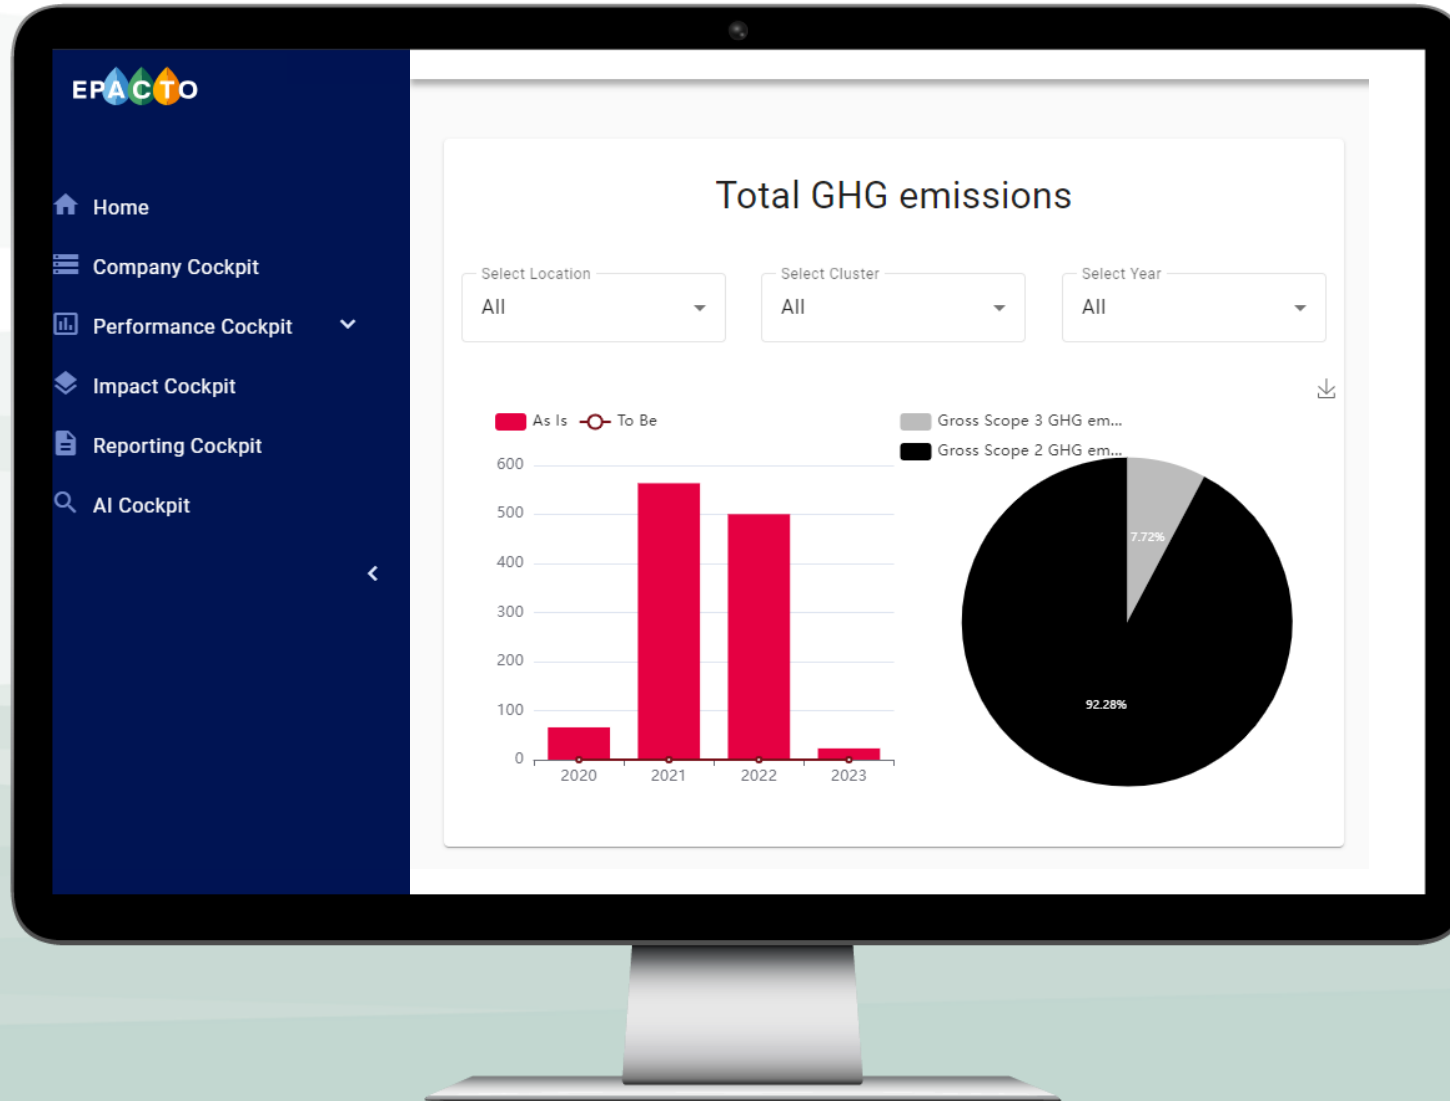 EPACTO
Home
Company Cockpit
Performance Cockpit
Impact Cockpit
Reporting Cockpit
AI Cockpit
Total GHG emissions
Select Location
All
Select Cluster
All
Select Year
All
As Is To Be
600
500
400
300
200
100
0
2020 2021 2022 2023
Gross Scope 3 GHG em...
Gross Scope 2 GHG em...
7.72%
92.28%